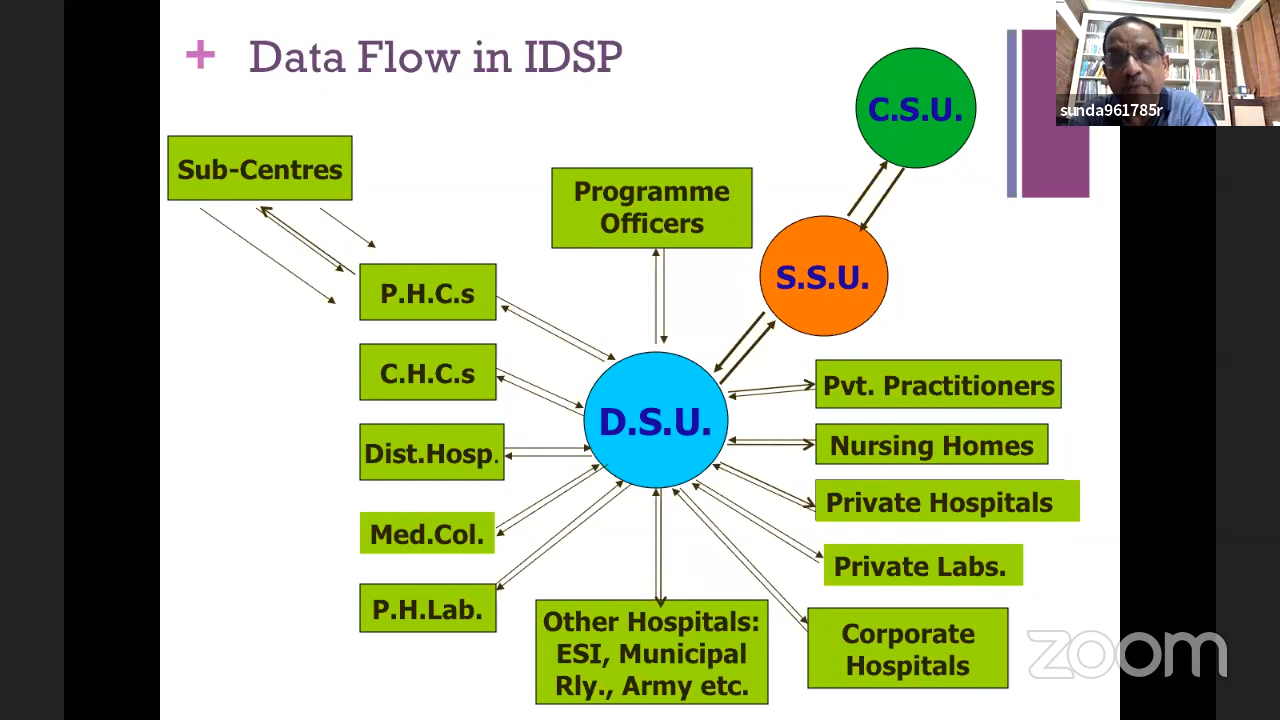 + Data Flow in IDSP
sunda961785r
C.S.U.
Sub-Centres
Programme
Officers
S.S.U.
P.H.C.s
C.H.C.s
D.S.U.
Pvt. Practitioners
Dist.Hosp.
Nursing Homes
Private Hospitals
Med.Col.
Private Labs.
P.H.Lab.
Other Hospitals:
ESI, Municipal
Rly., Army etc.
Corporate
Hospitals
zoom